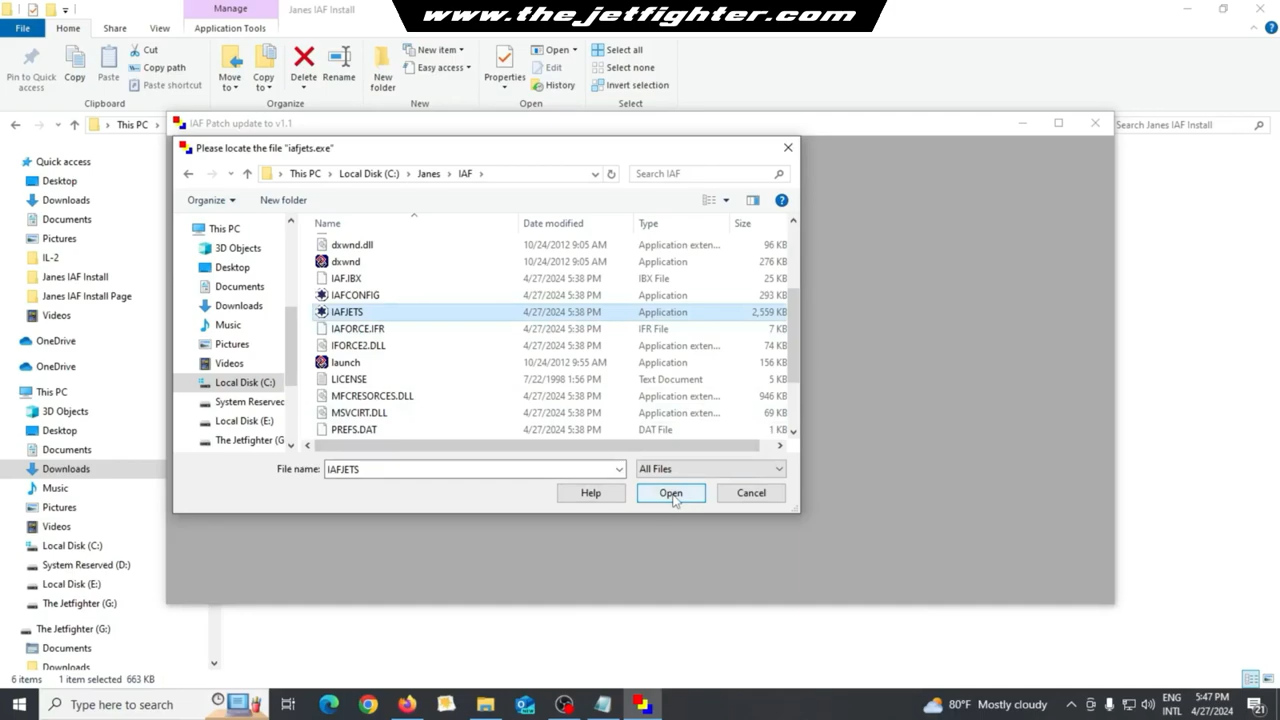 www.thejetfighter.com
Manage
Janes IAF Install
File
Home
Share
View
Application Tools
Pin to Quick access
Copy
Paste
Cut
Copy path
Paste shortcut
Clipboard
Move to
Copy to
Delete
Rename
Organize
New folder
New item
Easy access
New
Properties
Open
Edit
History
Open
Select all
Select none
Invert selection
Select
This PC
Search Janes IAF Install
IAF Patch update to v1.1
Please locate the file "iafjets.exe"
This PC > Local Disk (C:) > Janes > IAF >
Search IAF
Organize
New folder
Quick access
Desktop
Downloads
Documents
Pictures
IL-2
Janes IAF Install
Janes IAF Install Page
Videos
OneDrive
OneDrive
This PC
3D Objects
Desktop
Documents
Downloads
Music
Pictures
Videos
Local Disk (C:)
System Reserved (D:)
Local Disk (E:)
The Jetfighter (G:)
The Jetfighter (G:)
Documents
Downloads
This PC
3D Objects
Desktop
Documents
Downloads
Music
Pictures
Videos
Local Disk (C:)
System Reserved
Local Disk (E:)
The Jetfighter (G
Name Date modified Type Size
dxwnd.dll 10/24/2012 9:05 AM Application exten... 96 KB
dxwnd 10/24/2012 9:05 AM Application 276 KB
IAF.IBX 4/27/2024 5:38 PM IBX File 25 KB
IAFCONFIG 4/27/2024 5:38 PM Application 293 KB
IAFJETS 4/27/2024 5:38 PM Application 2,559 KB
IAFORCE.IFR 4/27/2024 5:38 PM IFR File 7 KB
IFORCE2.DLL 4/27/2024 5:38 PM Application exten... 74 KB
launch 10/24/2012 9:55 AM Application 156 KB
LICENSE 7/22/1998 1:56 PM Text Document 5 KB
MFCRESORCES.DLL 4/27/2024 5:38 PM Application exten... 946 KB
MSVCIRT.DLL 4/27/2024 5:38 PM Application exten... 69 KB
PREFS.DAT 4/27/2024 5:38 PM DAT File 1 KB
File name: IAFJETS
All Files
Help
Open
Cancel
6 items 1 item selected 663 KB
Type here to search
80°F Mostly cloudy
ENG
INTL
5:47 PM
4/27/2024
21